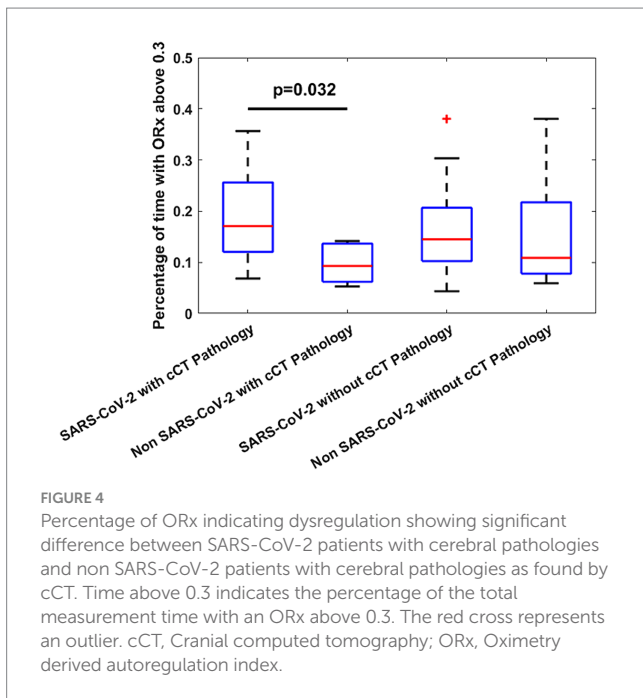 Percentage of time with ORx above 0.3
0.5
0.4
0.3
0.2
0.1
0
p=0.032
SARS-CoV-2 with cCT Pathology
Non SARS-CoV-2 with cCT Pathology
SARS-CoV-2 without cCT Pathology
Non SARS-CoV-2 without cCT Pathology
FIGURE 4
Percentage of ORx indicating dysregulation showing significant
difference between SARS-CoV-2 patients with cerebral pathologies
and non SARS-CoV-2 patients with cerebral pathologies as found by
cCT. Time above 0.3 indicates the percentage of the total
measurement time with an ORx above 0.3. The red cross represents
an outlier. cCT, Cranial computed tomography; ORx, Oximetry
derived autoregulation index.